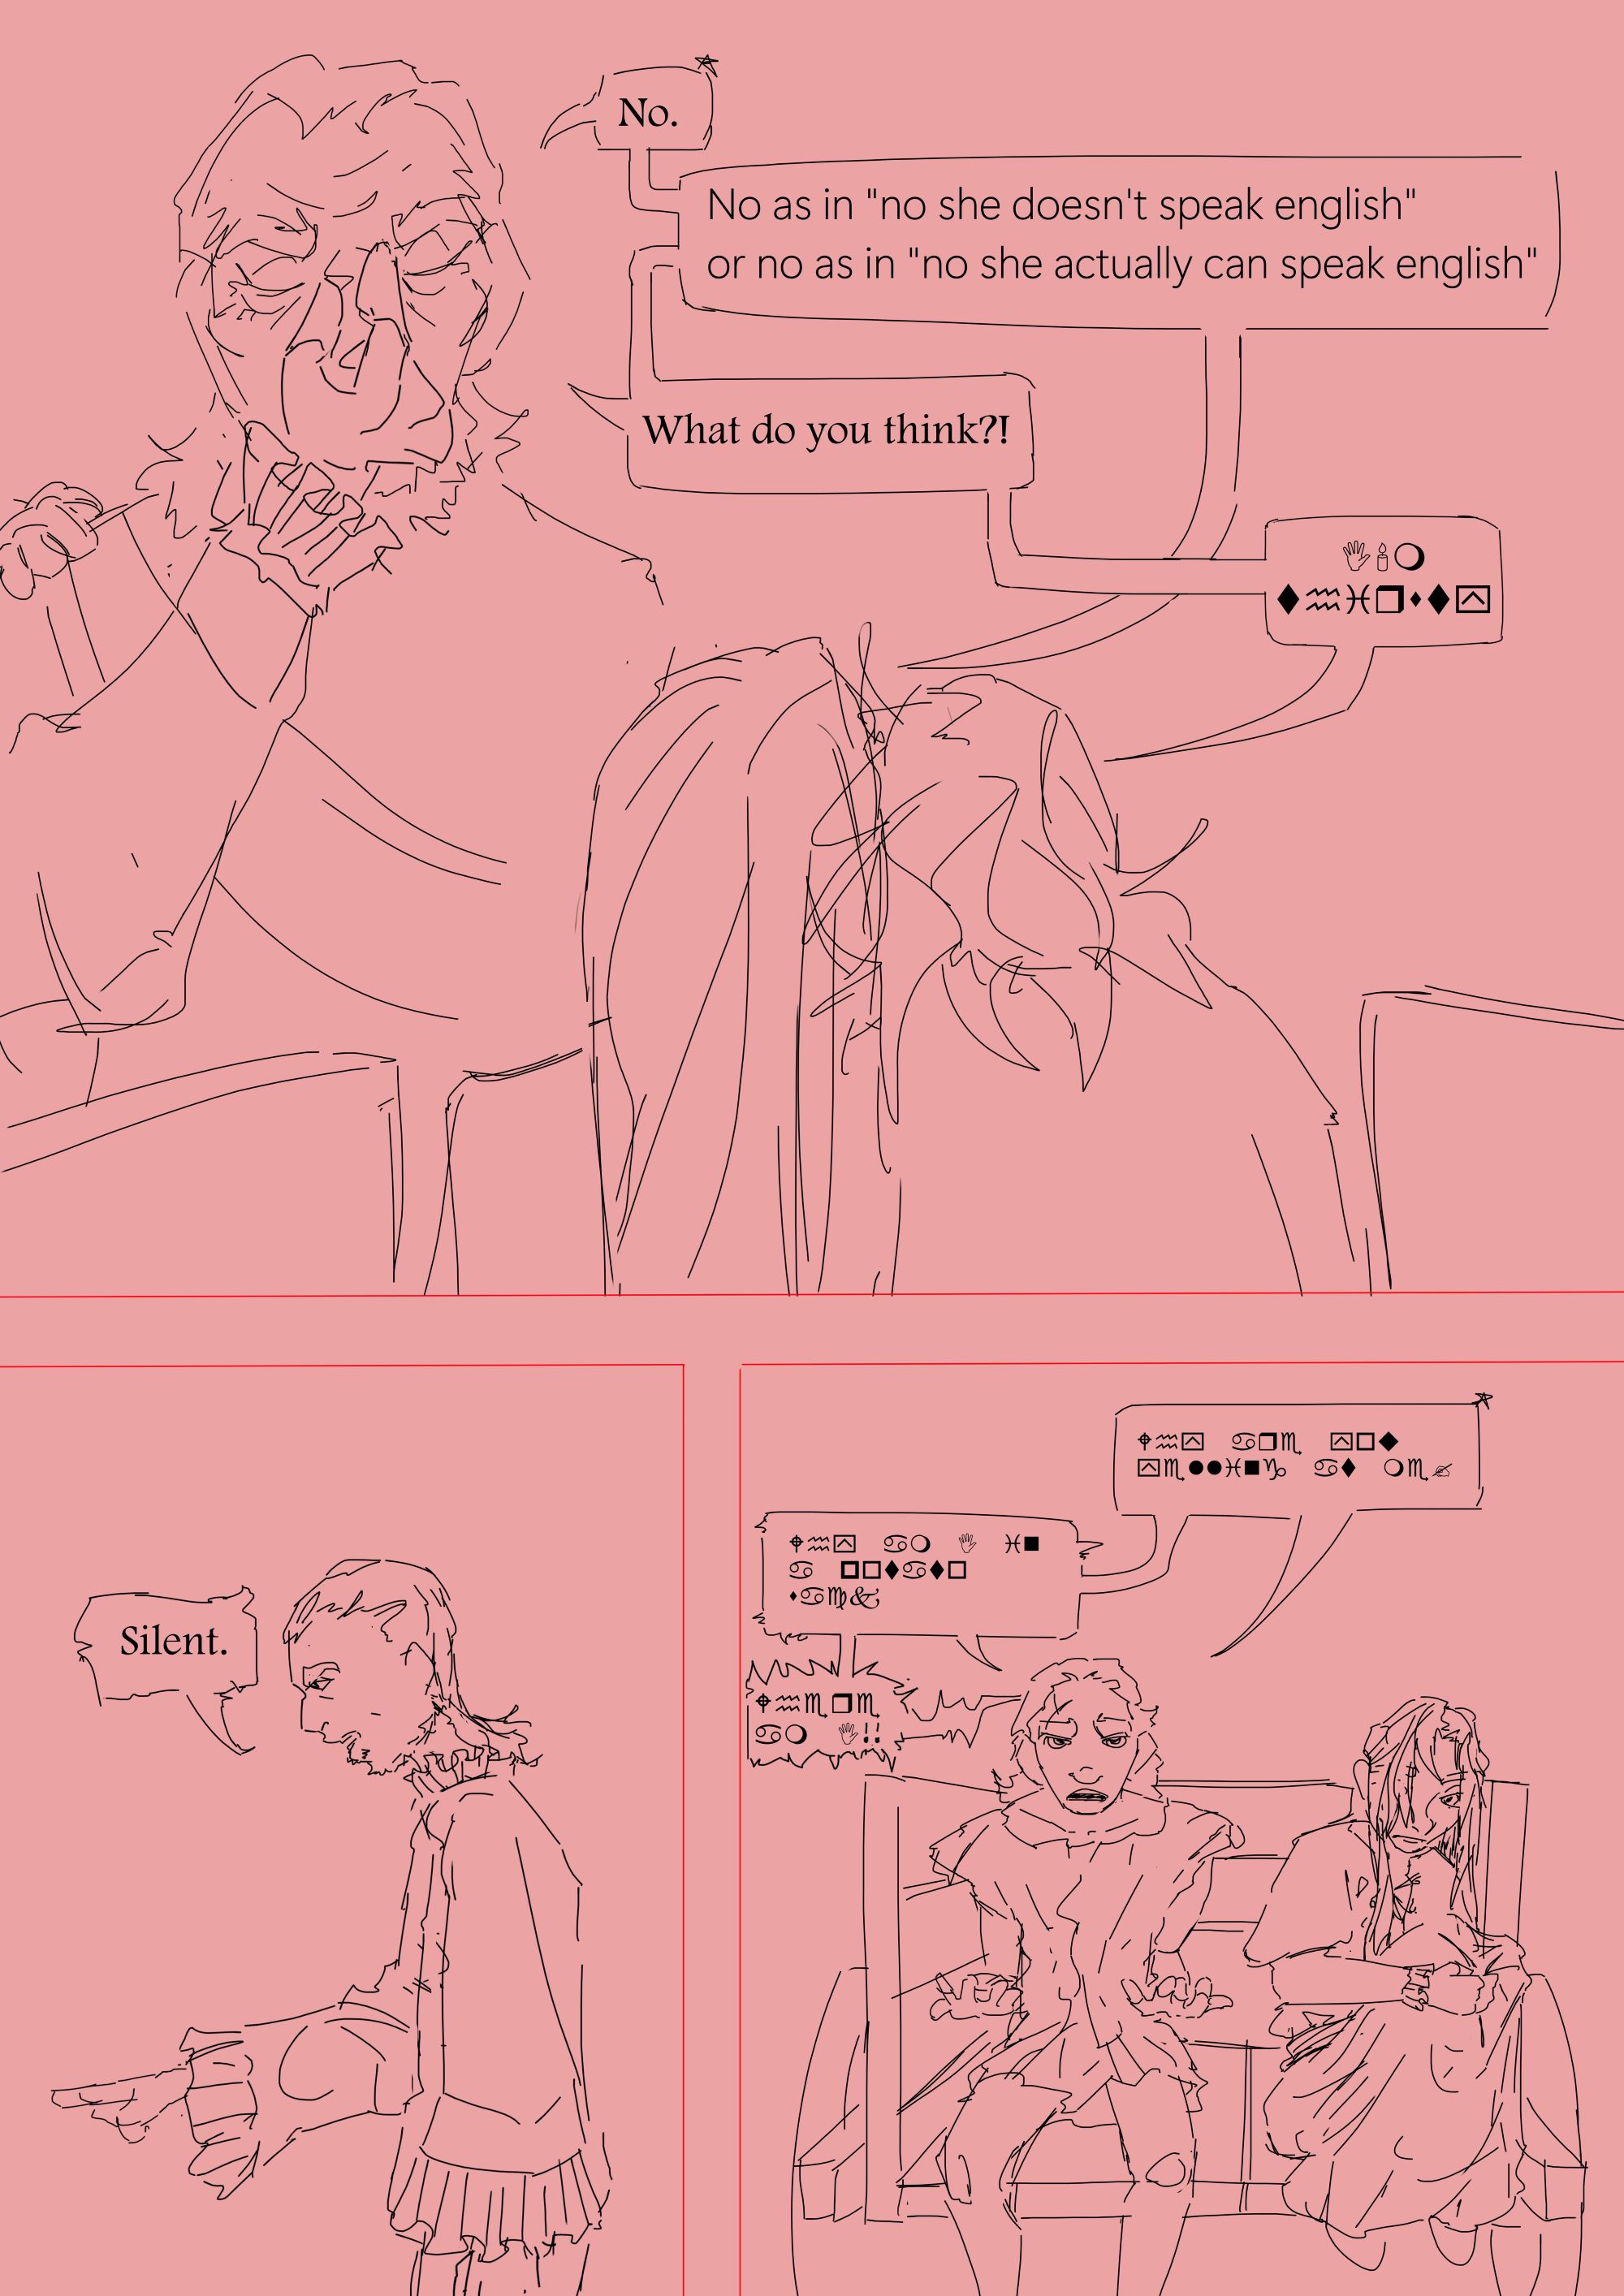 No.
No as in "no she doesn't speak english"
or no as in "no she actually can speak english"
What do you think?!
🖐︎🕯︎❍︎
⧫︎♒︎♓︎❒︎⬧︎⧫︎⍓︎
Silent.
🕈︎♒︎⍓︎ ♋︎❒︎♏︎ ⍓︎□︎◆︎
⍓︎♏︎●︎●︎♓︎■︎♑︎ ♋︎⧫︎ ❍︎♏︎✍︎
🕈︎♒︎⍓︎ ♋︎❍︎ 🖐︎ ♓︎■︎
♋︎ ◻︎□︎⧫︎♋︎⧫︎□︎
⬧︎♋︎♍︎🙵
🕈︎♒︎♏︎❒︎♏︎
♋︎❍︎ 🖐︎!!